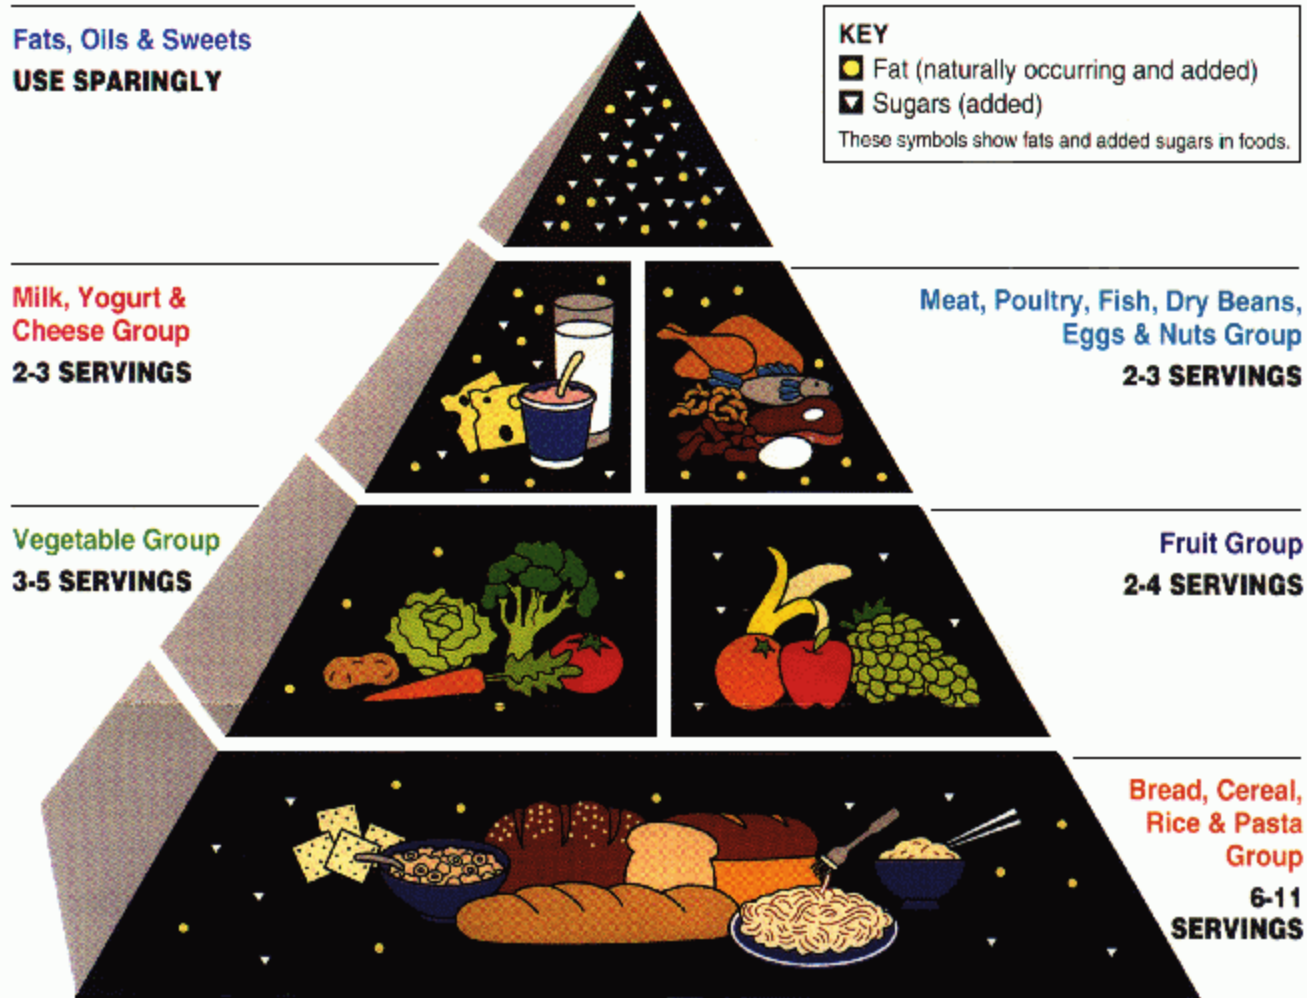 Fats, Oils & Sweets
USE SPARINGLY
KEY
Fat (naturally occurring and added)
Sugars (added)
These symbols show fats and added sugars in foods.
Milk, Yogurt &
Cheese Group
2-3 SERVINGS
Meat, Poultry, Fish, Dry Beans,
Eggs & Nuts Group
2-3 SERVINGS
Vegetable Group
3-5 SERVINGS
Fruit Group
2-4 SERVINGS
Bread, Cereal,
Rice & Pasta
Group
6-11
SERVINGS